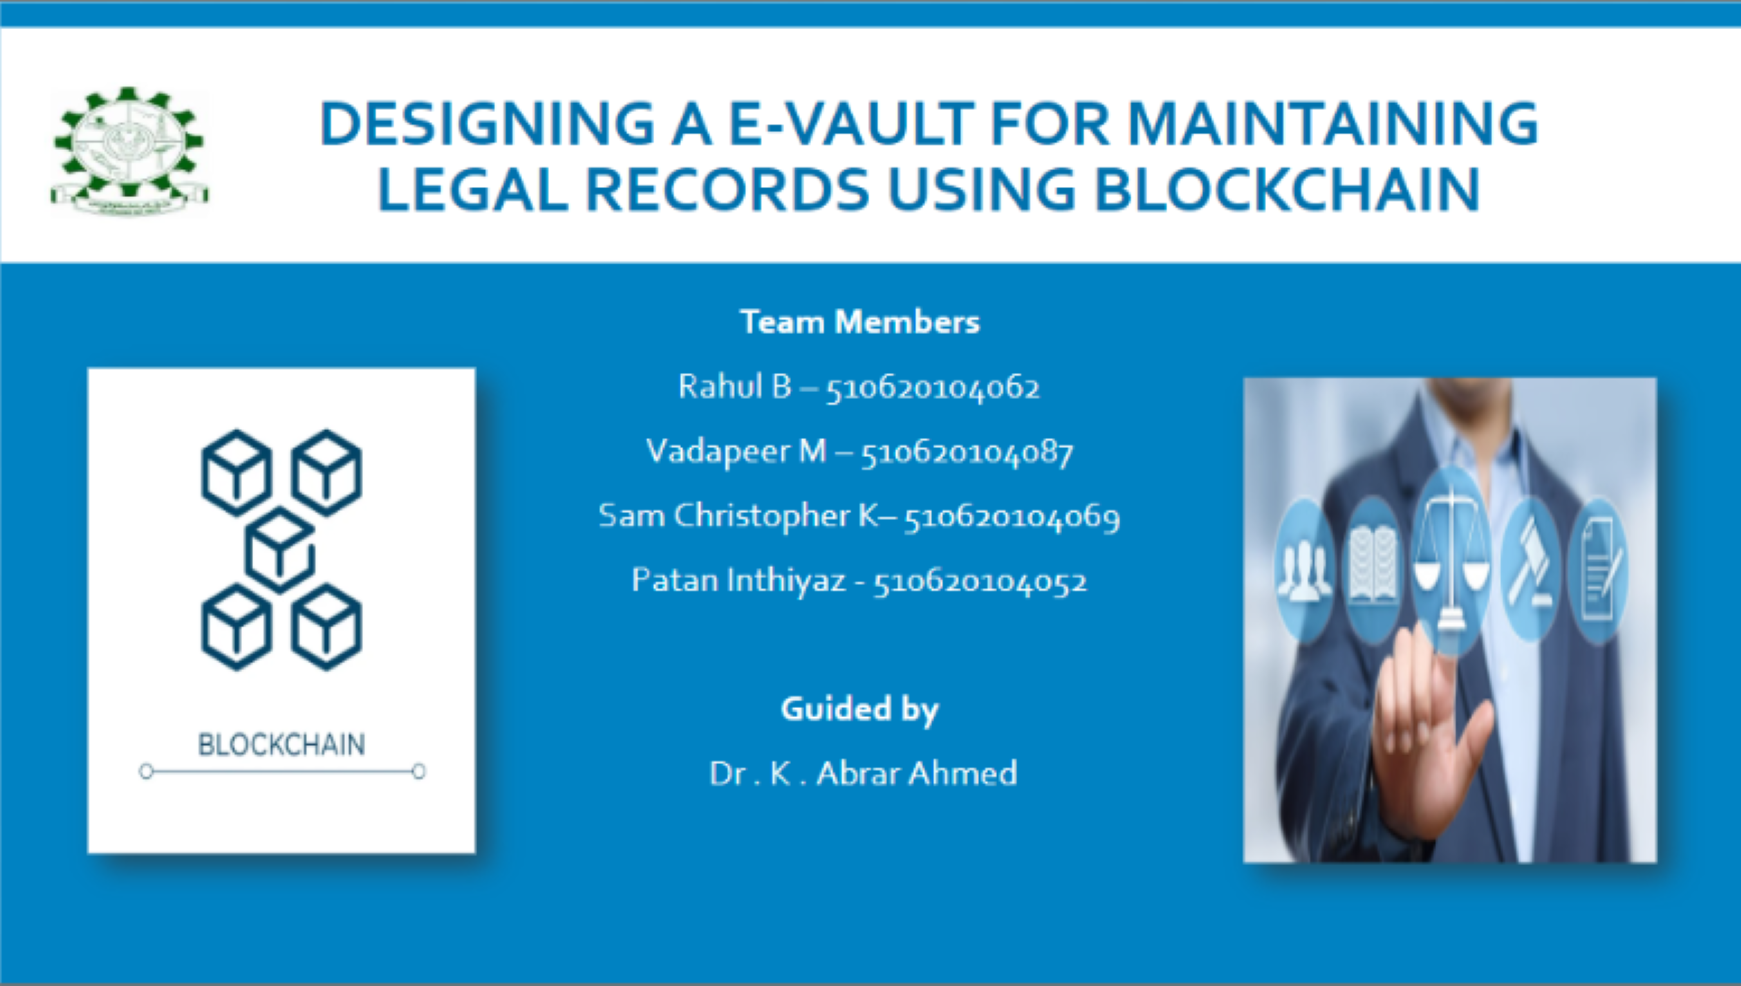 DESIGNING A E-VAULT FOR MAINTAINING
LEGAL RECORDS USING BLOCKCHAIN
Team Members
Rahul B – 510620104062
Vadapeer M – 510620104087
Sam Christopher K– 510620104069
Patan Inthiyaz - 510620104052
Guided by
Dr . K . Abrar Ahmed
BLOCKCHAIN